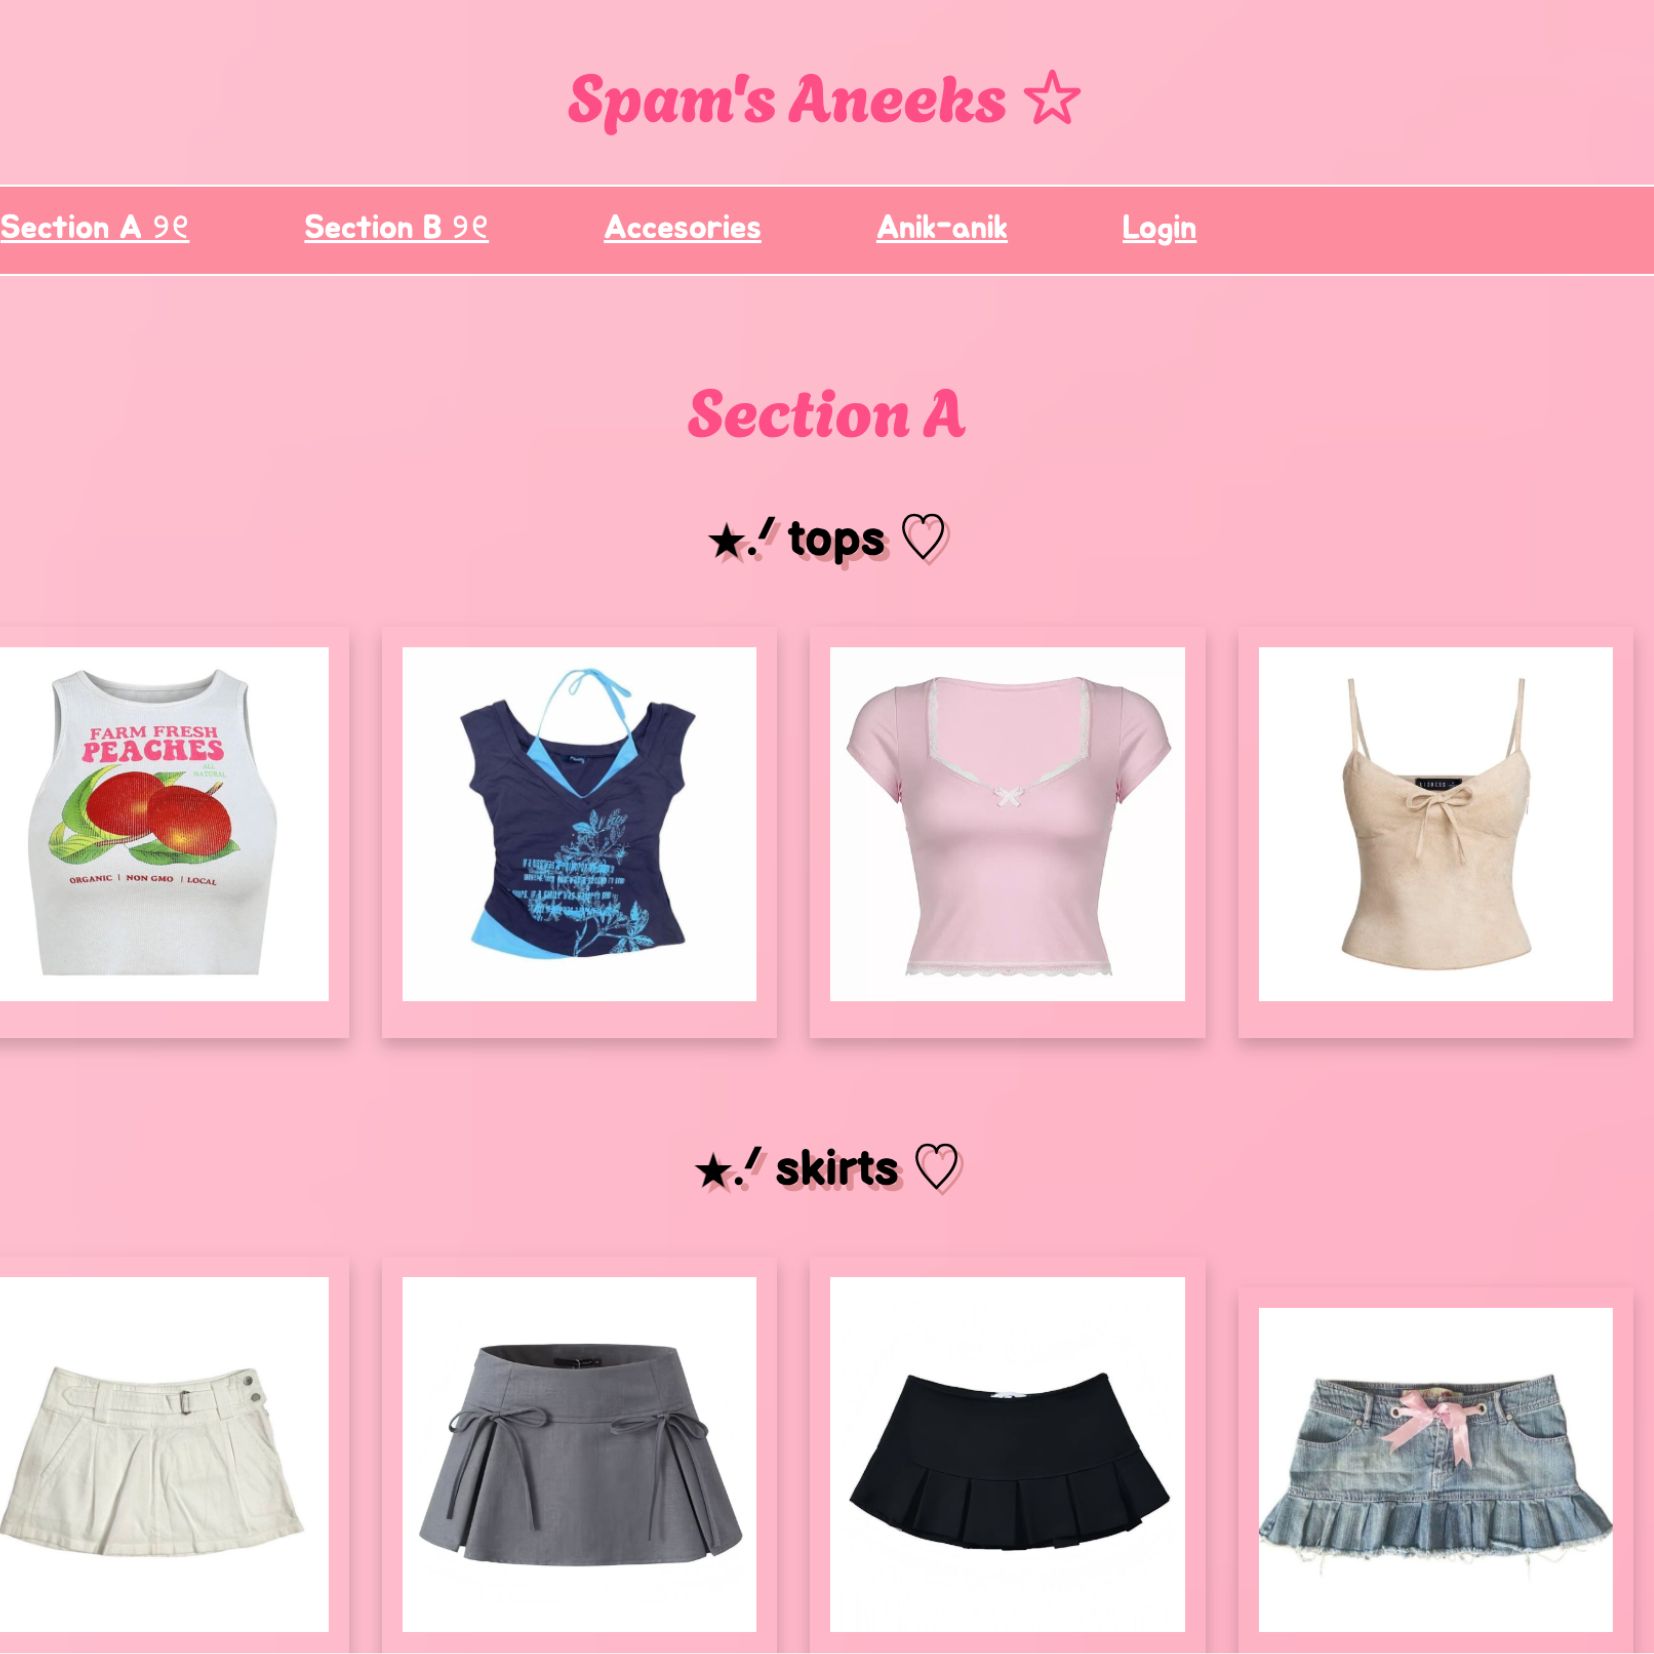 Spam's Aneeks ☆
Section A ୨୧ Section B ୨୧ Accesories Anik-anik Login
Section A
★.ᐟ tops ♡
FARM FRESH
PEACHES
ALL
NATURAL
ORGANIC | NON GMO | LOCAL
★.ᐟ skirts ♡